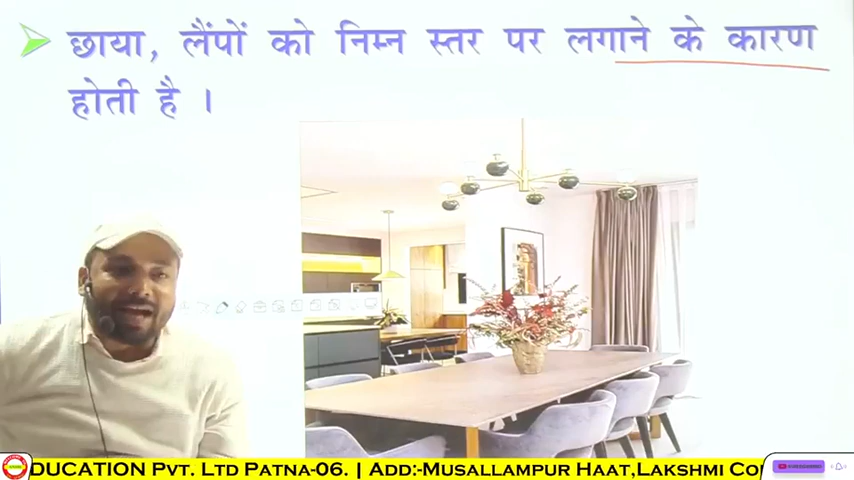 छाया, लैंपों को निम्न स्तर पर लगाने के कारण
होती है ।
DUCATION PVT. LTD PATNA-06. | ADD:-MUSALLAMPUR HAAT,LAKSHMI CO